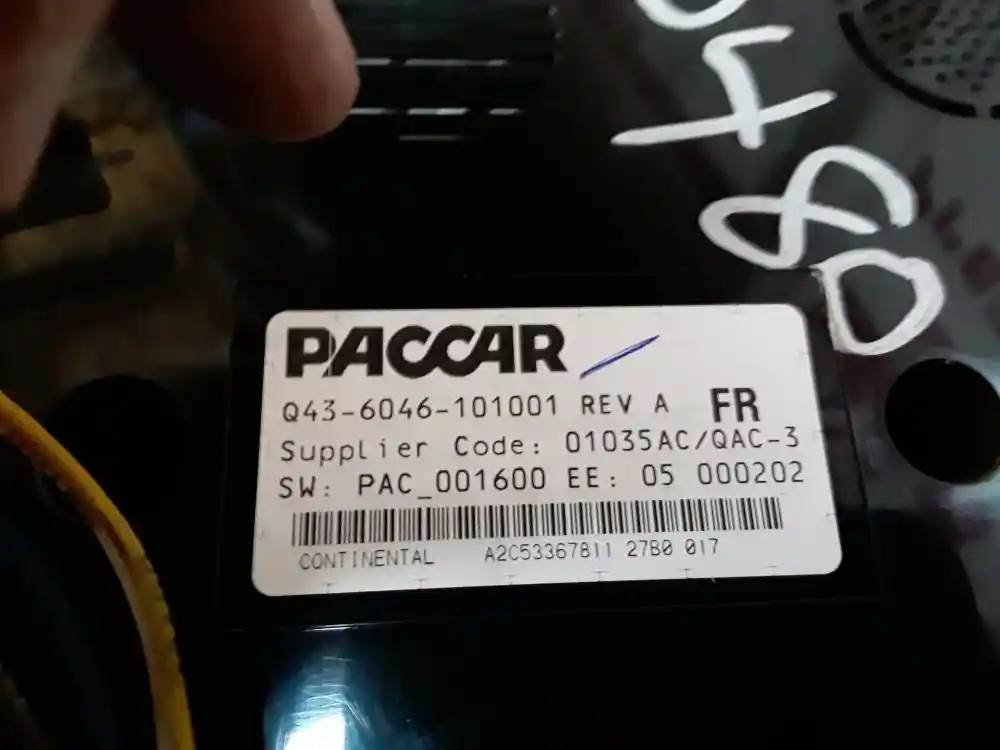 PACCAR
Q43-6046-101001 REV A FR
Supplier Code: 01035AC/QAC-3
SW: PAC_001600 EE: 05 000202
CONTINENTAL A2C53367811 27B0 017